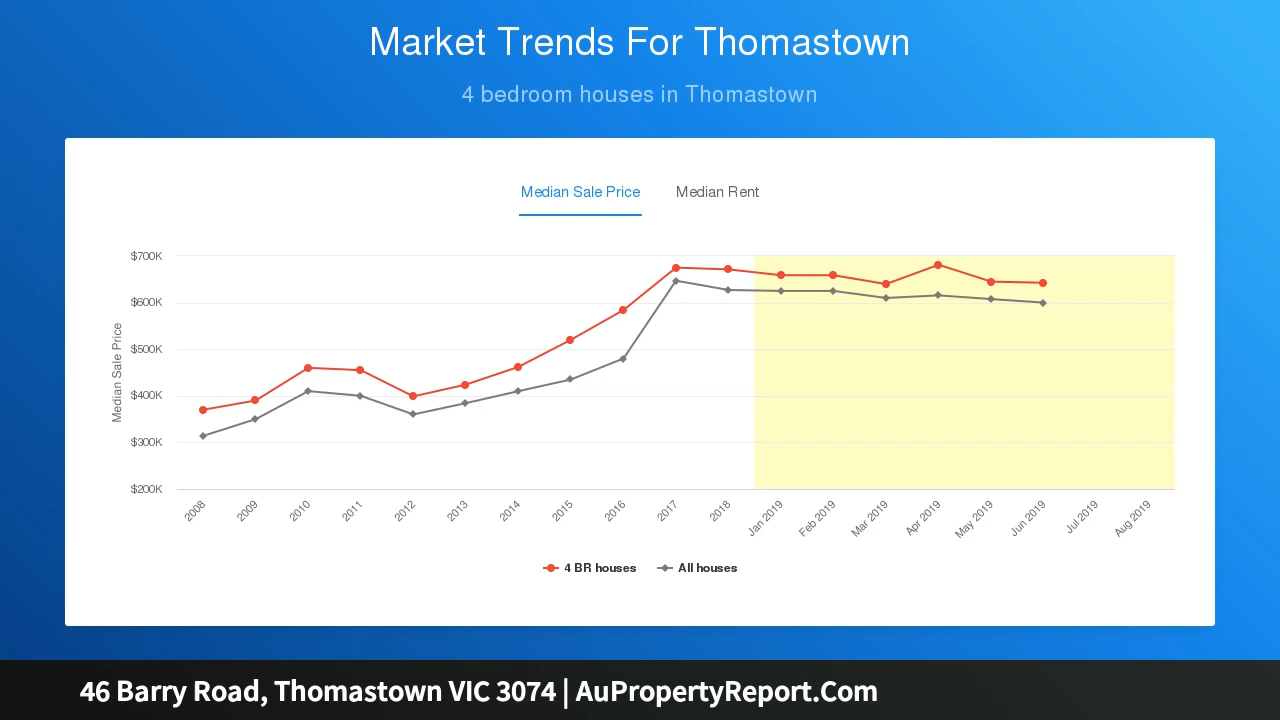 Market Trends For Thomastown
4 bedroom houses in Thomastown
Median Sale Price Median Rent
Median Sale Price
$700K
$600K
$500K
$400K
$300K
$200K
2008 2009 2010 2011 2012 2013 2014 2015 2016 2017 2018 Jan 2019 Feb 2019 Mar 2019 Apr 2019 May 2019 Jun 2019 Jul 2019 Aug 2019
4 BR houses All houses
46 Barry Road, Thomastown VIC 3074 | AuPropertyReport.Com